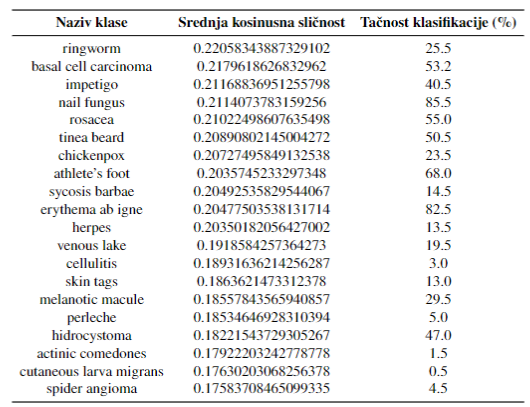 Naziv klase Srednja kosinusna sličnost Tačnost klasifikacije (%)
ringworm 0.22058343887329102 25.5
basal cell carcinoma 0.2179618626832962 53.2
impetigo 0.21168836951255798 40.5
nail fungus 0.2114073783159256 85.5
rosacea 0.21022498607635498 55.0
tinea beard 0.20890802145004272 50.5
chickenpox 0.20727495849132538 23.5
athlete's foot 0.2035745233297348 68.0
sycosis barbae 0.20492535829544067 14.5
erythema ab igne 0.20477503538131714 82.5
herpes 0.20350182056427002 13.5
venous lake 0.1918584257364273 19.5
cellulitis 0.18931636214256287 3.0
skin tags 0.1863621473312378 13.0
melanotic macule 0.18557843565940857 29.5
perleche 0.18534646928310394 5.0
hidrocystoma 0.18221543729305267 47.0
actinic comedones 0.17922203242778778 1.5
cutaneous larva migrans 0.17630203068256378 0.5
spider angioma 0.17583708465099335 4.5